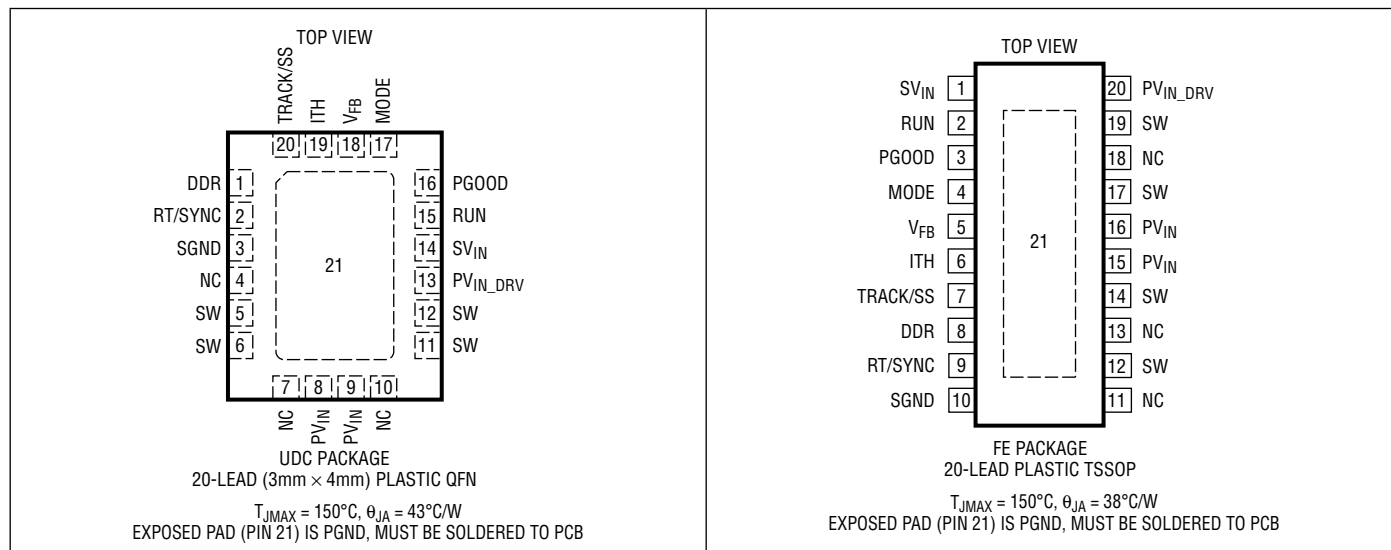 TOP VIEW
TRACK/SS
ITH
VFB
MODE
20 19 18 17
DDR 1
RT/SYNC 2
SGND 3
NC 4
SW 5
SW 6
21
16 PGOOD
15 RUN
14 SVIN
13 PVIN_DRV
12 SW
11 SW
7 8 9 10
NC
PVIN
PVIN
NC
UDC PACKAGE
20-LEAD (3mm × 4mm) PLASTIC QFN
TJMAX = 150°C, θJA = 43°C/W
EXPOSED PAD (PIN 21) IS PGND, MUST BE SOLDERED TO PCB
TOP VIEW
SVIN 1
RUN 2
PGOOD 3
MODE 4
VFB 5
ITH 6
TRACK/SS 7
DDR 8
RT/SYNC 9
SGND 10
21
20 PVIN_DRV
19 SW
18 NC
17 SW
16 PVIN
15 PVIN
14 SW
13 NC
12 SW
11 NC
FE PACKAGE
20-LEAD PLASTIC TSSOP
TJMAX = 150°C, θJA = 38°C/W
EXPOSED PAD (PIN 21) IS PGND, MUST BE SOLDERED TO PCB